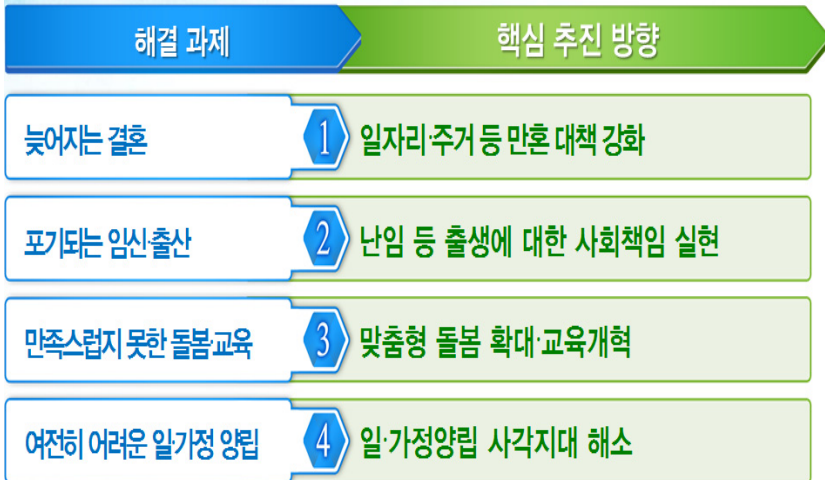 해결 과제
핵심 추진 방향
늦어지는 결혼
1
일자리·주거 등 만혼 대책 강화
포기되는 임신·출산
2
난임 등 출생에 대한 사회책임 실현
만족스럽지 못한 돌봄·교육
3
맞춤형 돌봄 확대·교육개혁
여전히 어려운 일·가정 양립
4
일·가정양립 사각지대 해소